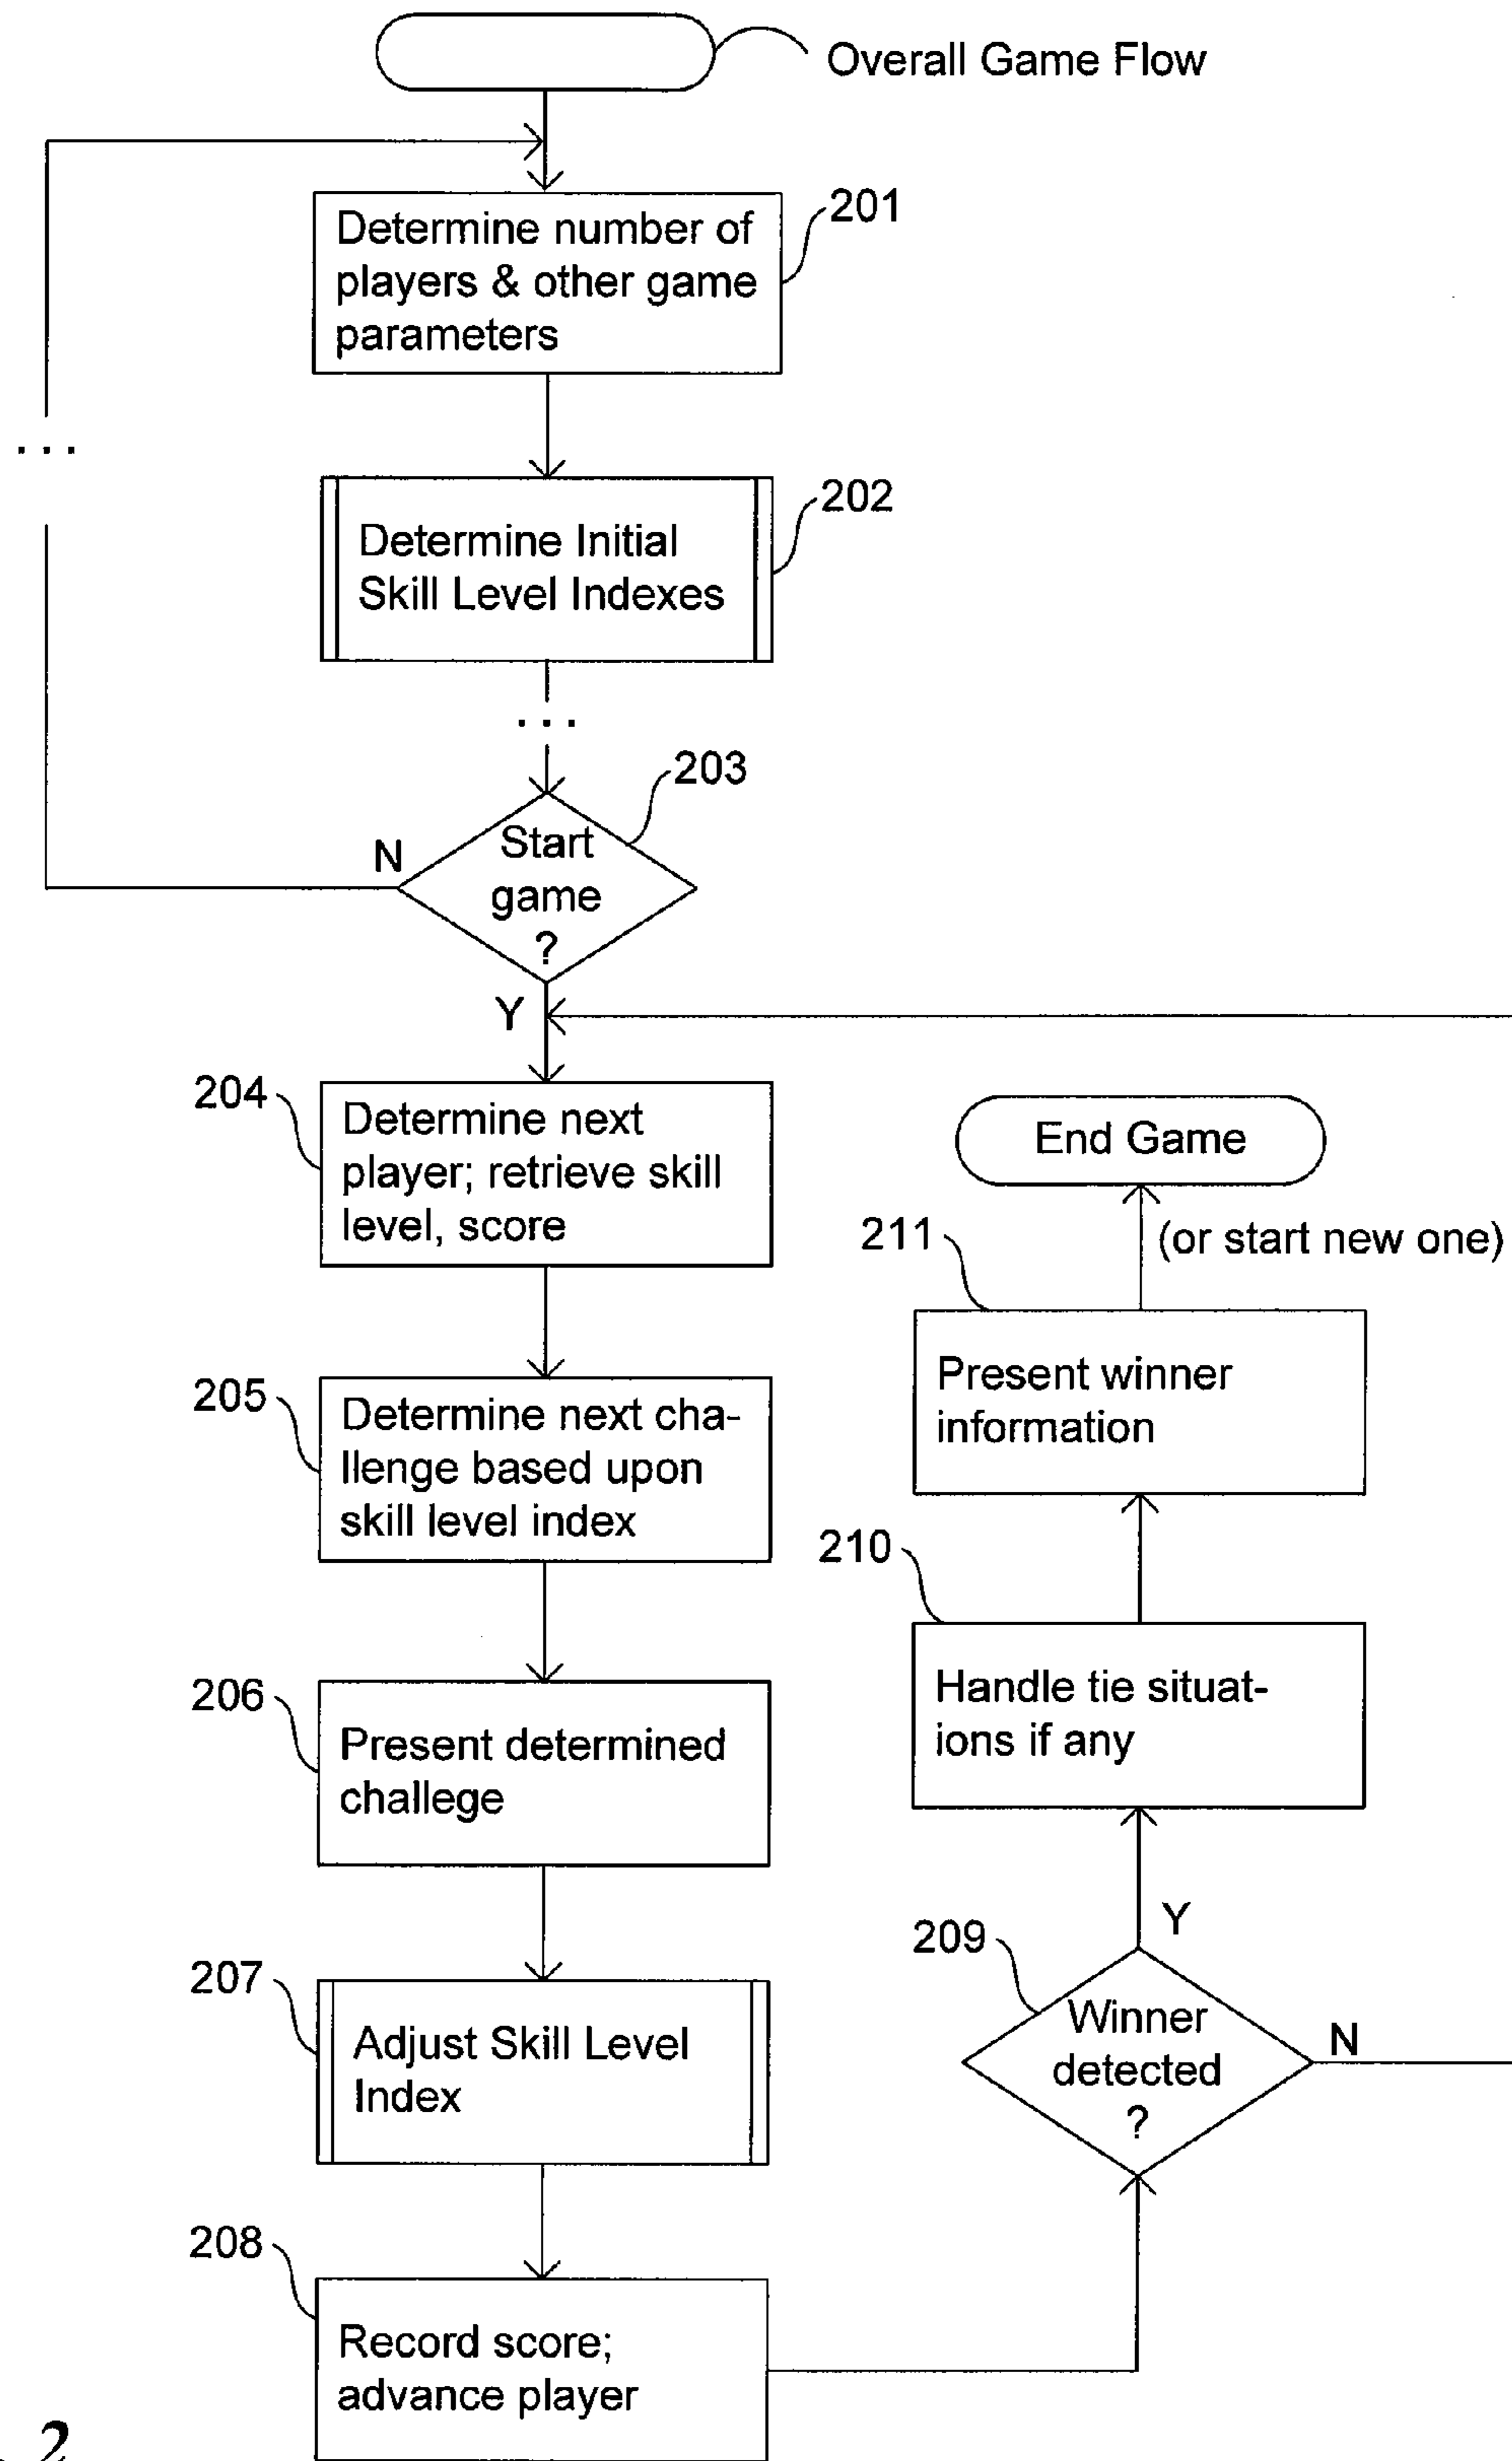 Overall Game Flow
201
Determine number of
players & other game
parameters
. . .
202
Determine Initial
Skill Level Indexes
. . .
203
Start
game
?
N
Y
204
Determine next
player; retrieve skill
level, score
205
Determine next cha-
llenge based upon
skill level index
206
Present determined
challege
207
Adjust Skill Level
Index
208
Record score;
advance player
209
Winner
detected
?
N
Y
210
Handle tie situat-
ions if any
211
Present winner
information
(or start new one)
End Game
2